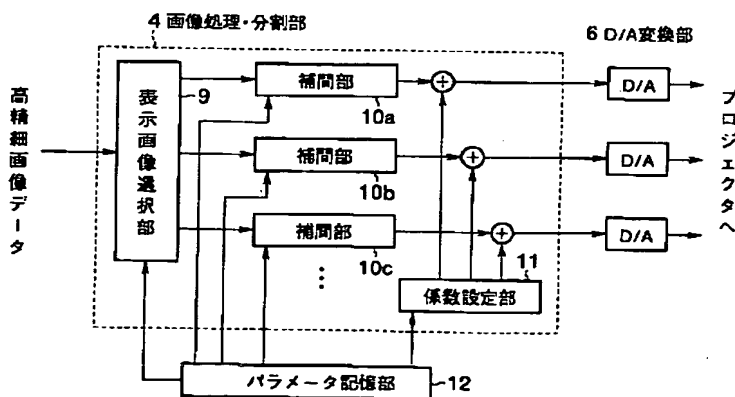 4 画像処理・分割部
6 D/A変換部
高精細画像データ
表示画像選択部
9
補間部
10a
D/A
補間部
10b
D/A
補間部
10c
D/A
プロジェクタへ
⋮
11
係数設定部
パラメータ記憶部
12